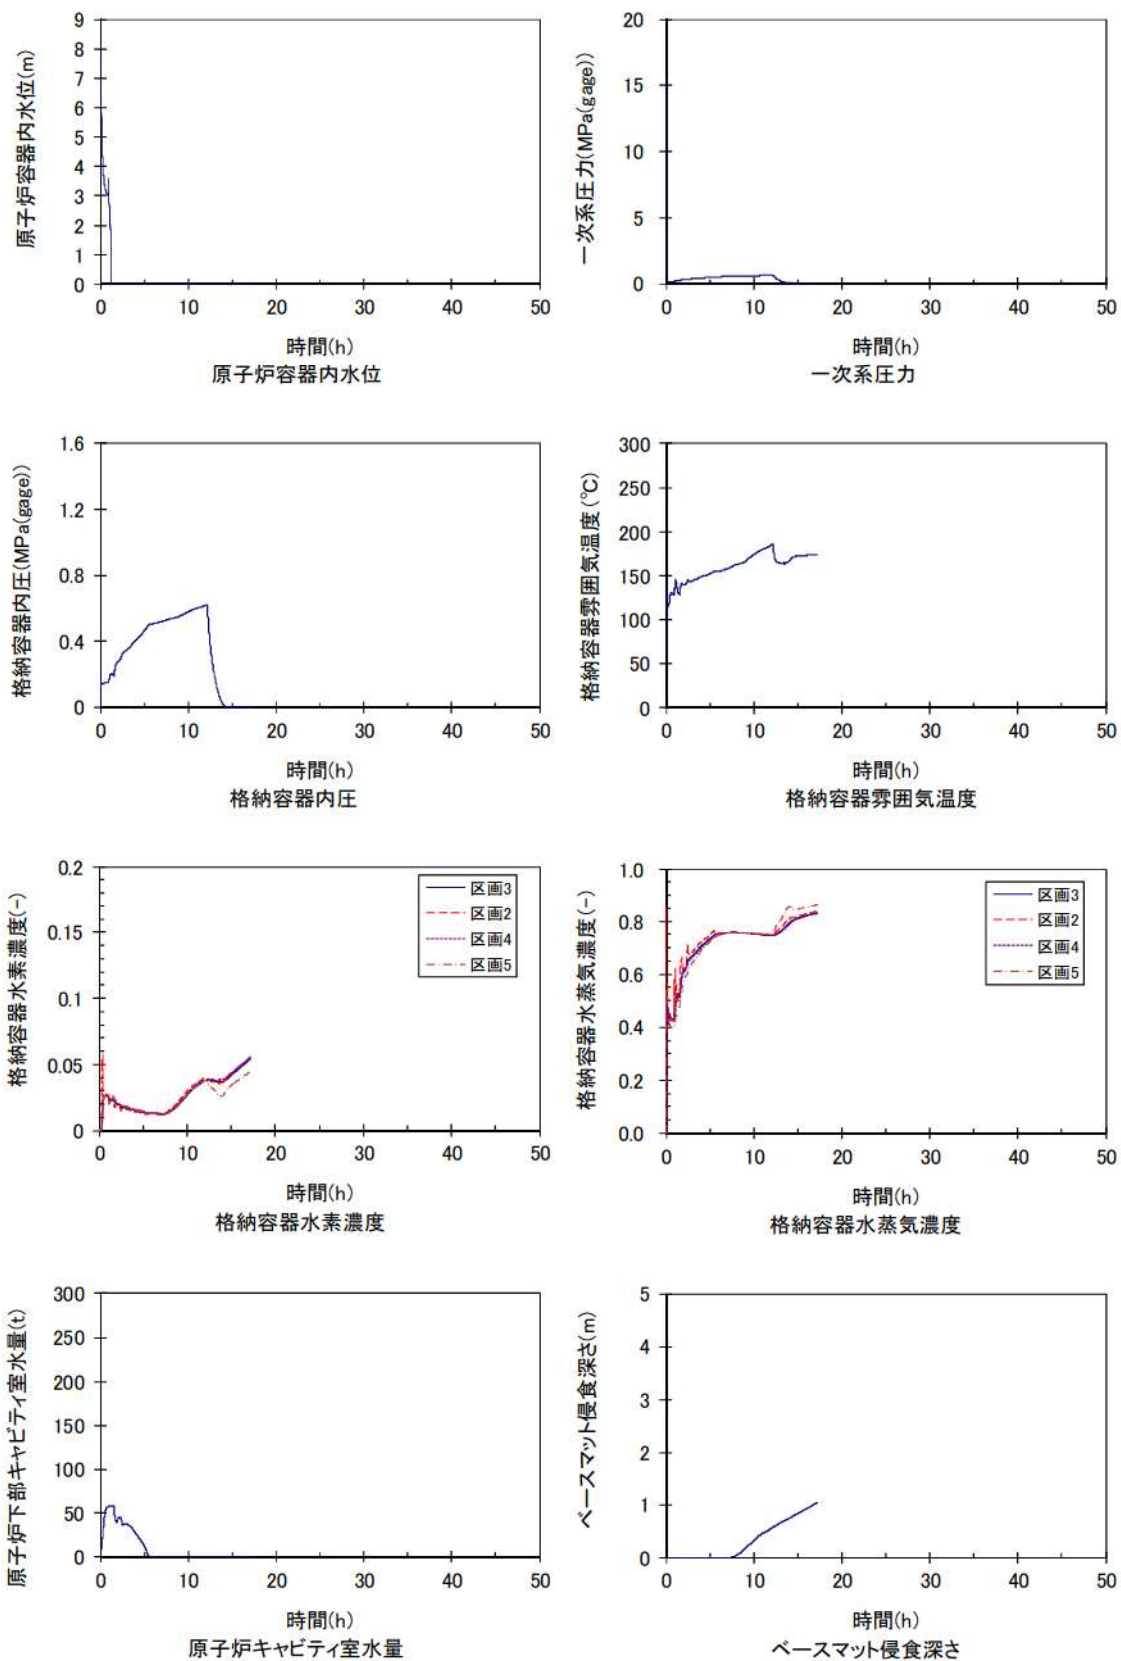 原子炉容器内水位(m)
9
8
7
6
5
4
3
2
1
0
0 10 20 30 40 50
時間(h)
原子炉容器内水位
一次系圧力(MPa(gage))
20
15
10
5
0
0 10 20 30 40 50
時間(h)
一次系圧力
格納容器内圧(MPa(gage))
1.6
1.2
0.8
0.4
0
0 10 20 30 40 50
時間(h)
格納容器内圧
格納容器雰囲気温度(℃)
300
250
200
150
100
50
0
0 10 20 30 40 50
時間(h)
格納容器雰囲気温度
格納容器水素濃度(-)
0.2
0.15
0.1
0.05
0
区画3
区画2
区画4
区画5
0 10 20 30 40 50
時間(h)
格納容器水素濃度
格納容器水蒸気濃度(-)
1.0
0.8
0.6
0.4
0.2
0.0
区画3
区画2
区画4
区画5
0 10 20 30 40 50
時間(h)
格納容器水蒸気濃度
原子炉下部キャビティ室水量(t)
300
250
200
150
100
50
0
0 10 20 30 40 50
時間(h)
原子炉キャビティ室水量
ベースマット侵食深さ(m)
5
4
3
2
1
0
0 10 20 30 40 50
時間(h)
ベースマット侵食深さ